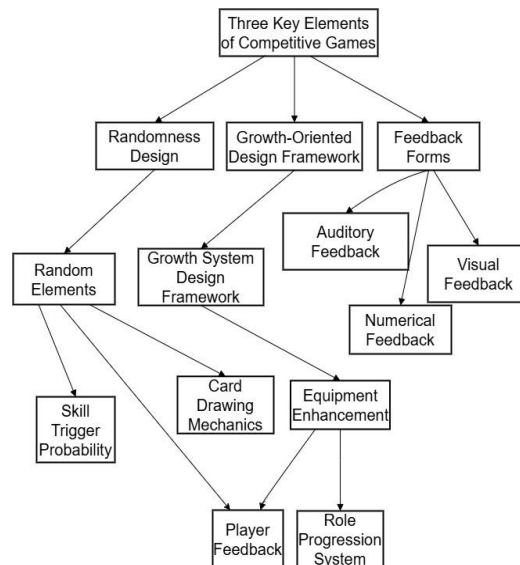 Three Key Elements
of Competitive Games
Randomness
Design
Growth-Oriented
Design Framework
Feedback
Forms
Auditory
Feedback
Visual
Feedback
Random
Elements
Growth System
Design
Framework
Numerical
Feedback
Skill
Trigger
Probability
Card
Drawing
Mechanics
Equipment
Enhancement
Player
Feedback
Role
Progression
System